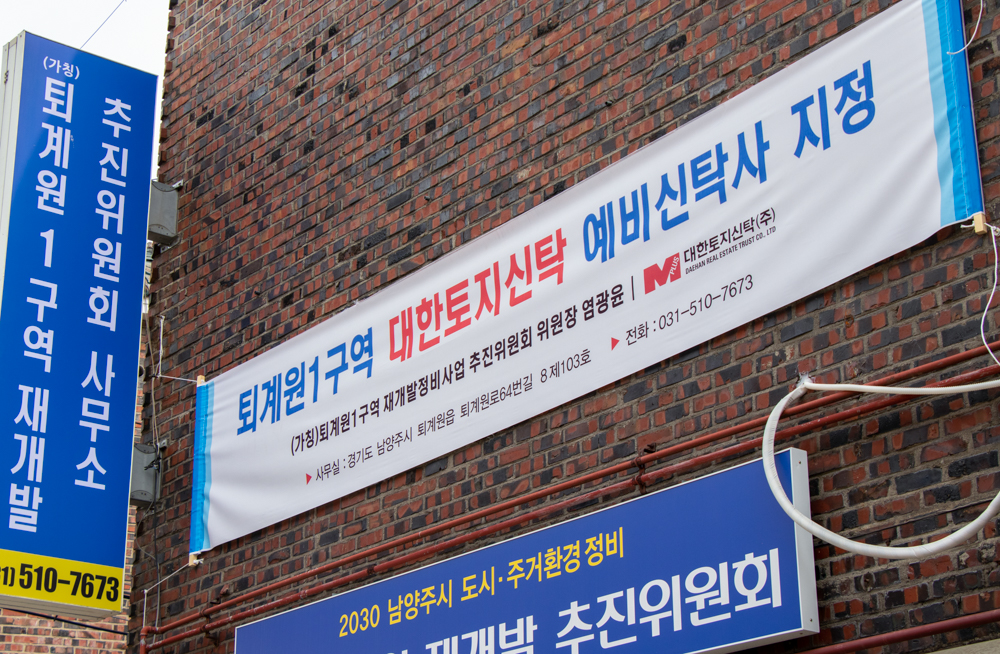 (가칭)
퇴계원 1구역 재개발
추진위원회 사무소
510-7673
퇴계원1구역 대한토지신탁 예비신탁사 지정
(가칭)퇴계원1구역 재개발정비사업 추진위원회 위원장 염광윤 | M PLUS 대한토지신탁(주)
DAEHAN REAL ESTATE TRUST CO., LTD
▶ 사무실 : 경기도 남양주시 퇴계원읍 퇴계원로64번길 8 제103호 ▶ 전화 : 031-510-7673
2030 남양주시 도시·주거환경정비
재개발 추진위원회